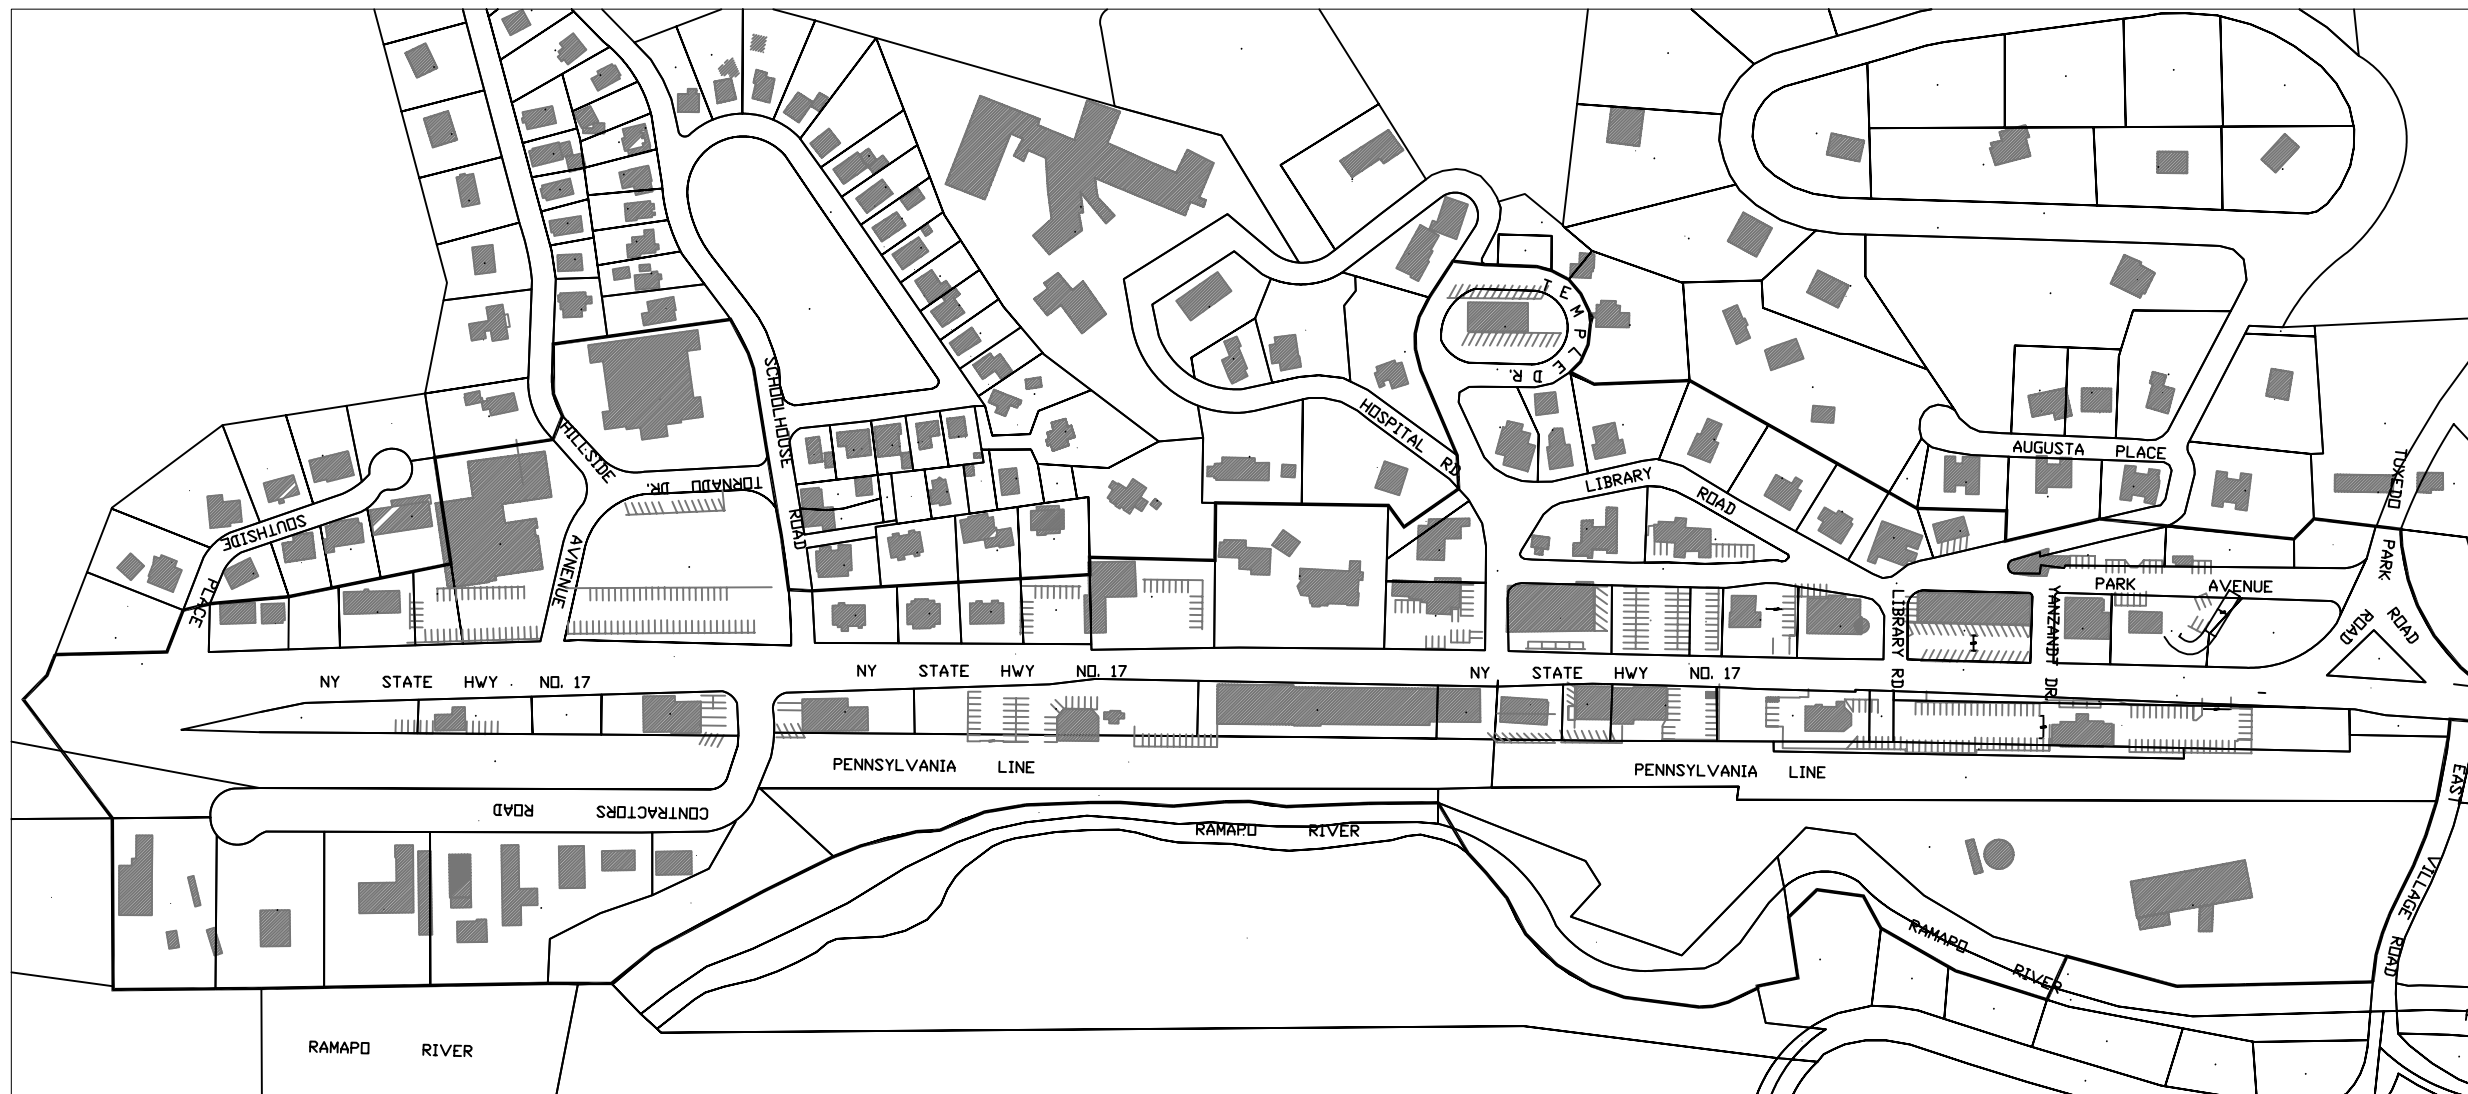 TEMPLE DR.
SCHOOLHOUSE ROAD
HOSPITAL RD
HILLSIDE AVENENUE
AUGUSTA PLACE
TUXEDO PARK ROAD
LIBRARY ROAD
TORNADO DR.
SOUTHSIDE PLACE
PARK AVENUE
ROAD
LIBRARY RD
YANZANDT DR.
NY STATE HWY NO. 17
NY STATE HWY NO. 17
NY STATE HWY . NO. 17
PENNSYLVANIA LINE
PENNSYLVANIA LINE
CONTRACTORS ROAD
RAMAPO RIVER
EAST VILLAGE ROAD
RAMAPO RIVER
RAMAPO RIVER